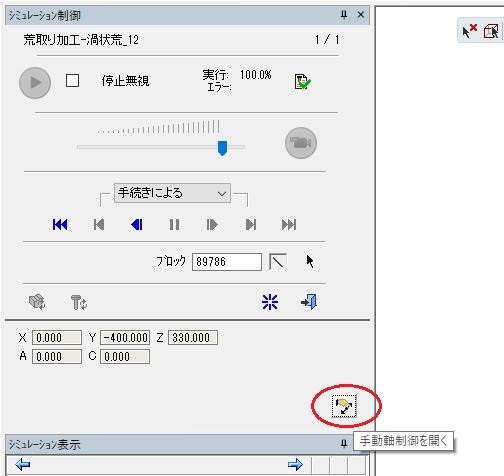 シミュレーション制御
荒取り加工-渦状荒_12 1 / 1
停止無視 実行: 100.0%
エラー:
手続きによる
ブロック 89786
X 0.000 Y -400.000 Z 330.000
A 0.000 C 0.000
手動軸制御を開く
シミュレーション表示